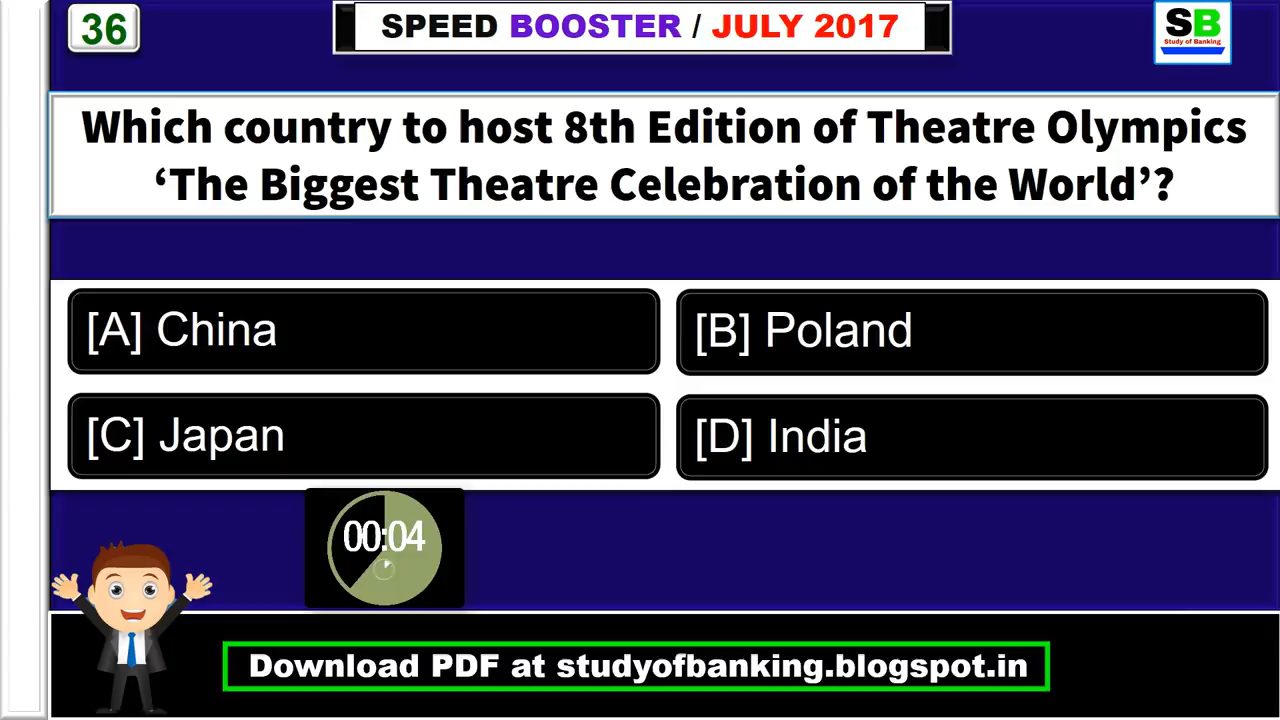 36
SPEED BOOSTER / JULY 2017
SB
Study of Banking
Which country to host 8th Edition of Theatre Olympics
‘The Biggest Theatre Celebration of the World’?
[A] China
[B] Poland
[C] Japan
[D] India
00:04
Download PDF at studyofbanking.blogspot.in